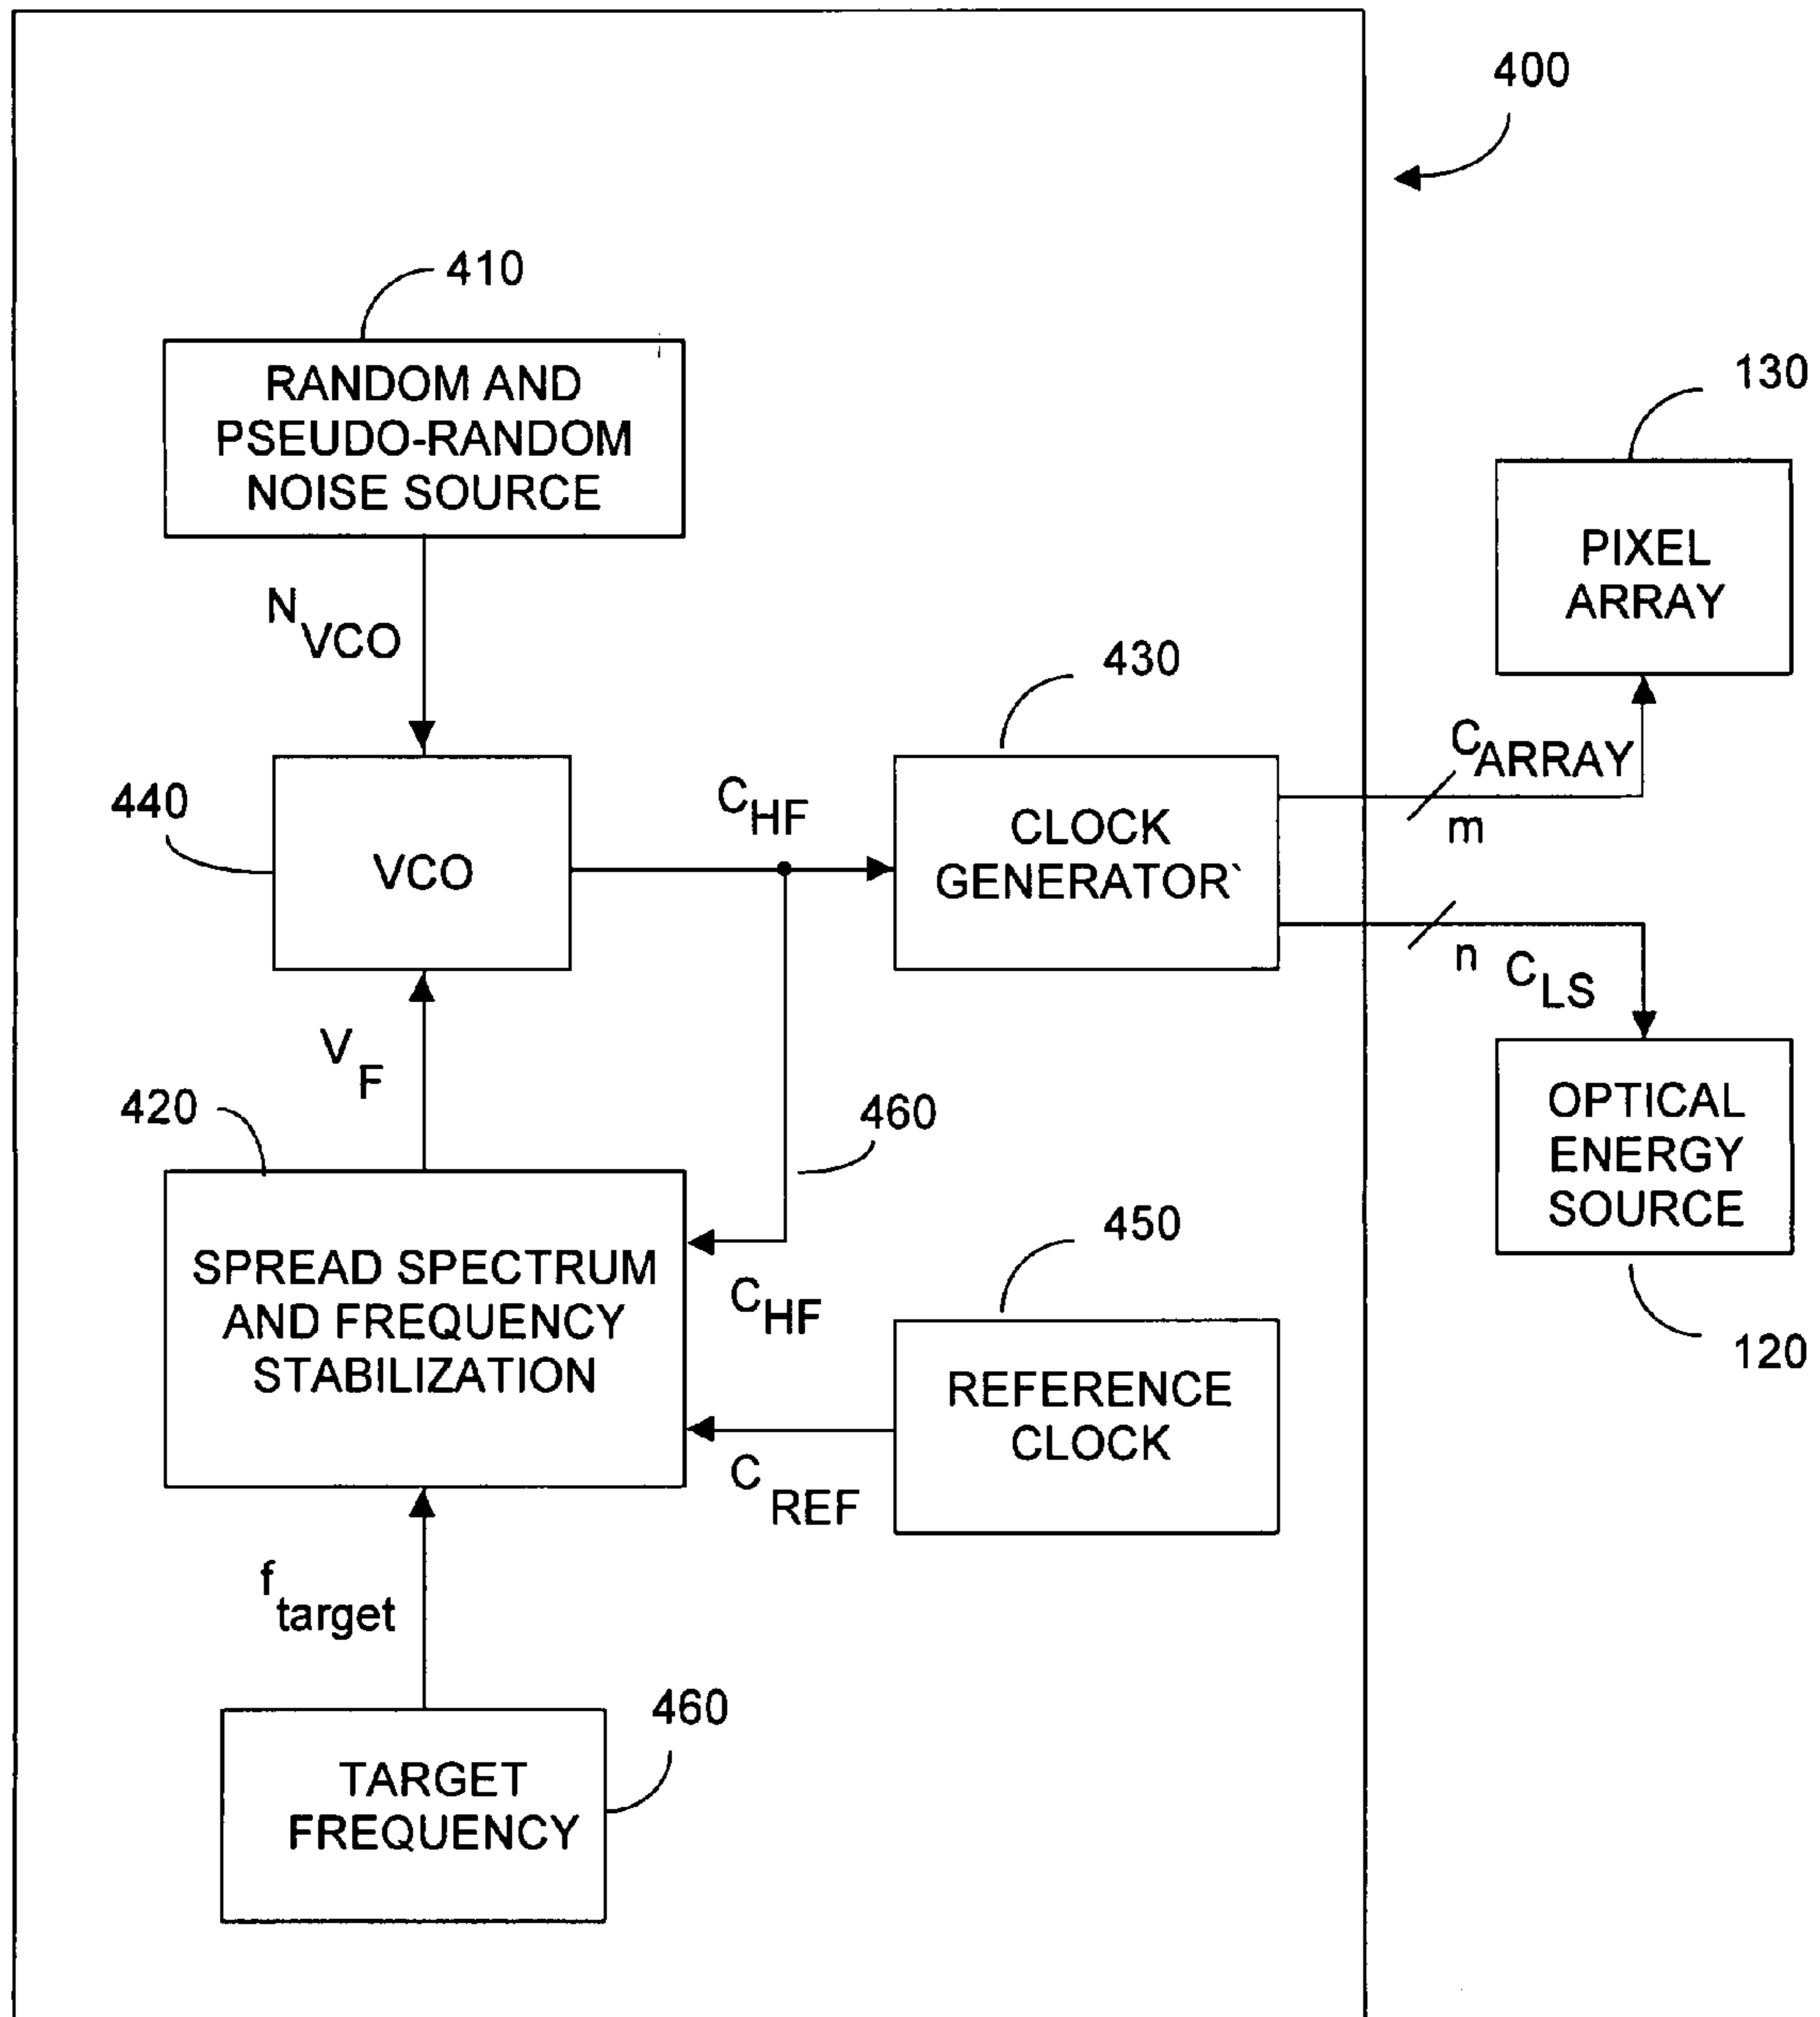 400
410
RANDOM AND
PSEUDO-RANDOM
NOISE SOURCE
130
PIXEL
ARRAY
N VCO
430
C ARRAY
m
440
VCO
C HF
CLOCK
GENERATOR`
n
C LS
V F
420
460
OPTICAL
ENERGY
SOURCE
120
SPREAD SPECTRUM
AND FREQUENCY
STABILIZATION
C HF
450
REFERENCE
CLOCK
C REF
f target
460
TARGET
FREQUENCY